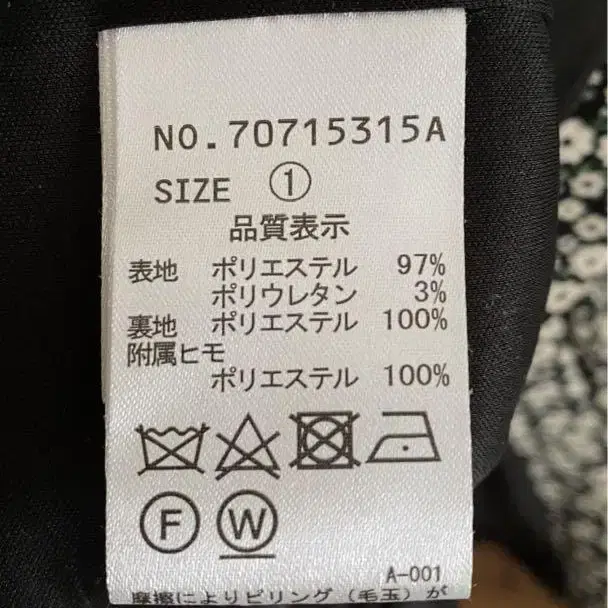 NO.70715315A
SIZE ①
品質表示
表地 ポリエステル 97%
ポリウレタン 3%
裏地 ポリエステル 100%
附属ヒモ
ポリエステル 100%
F W
A-001
摩擦によりピリング(毛玉)が